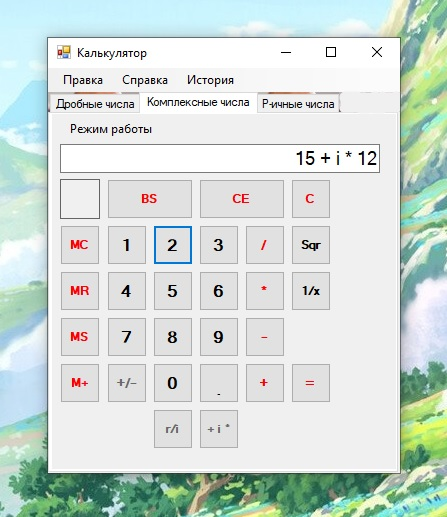 Калькулятор
Правка Справка История
Дробные числа Комплексные числа P-ичные числа
Режим работы
15 + i * 12
BS CE C
MC 1 2 3 / Sqr
MR 4 5 6 * 1/x
MS 7 8 9 -
M+ +/- 0 . + =
r/i + i *